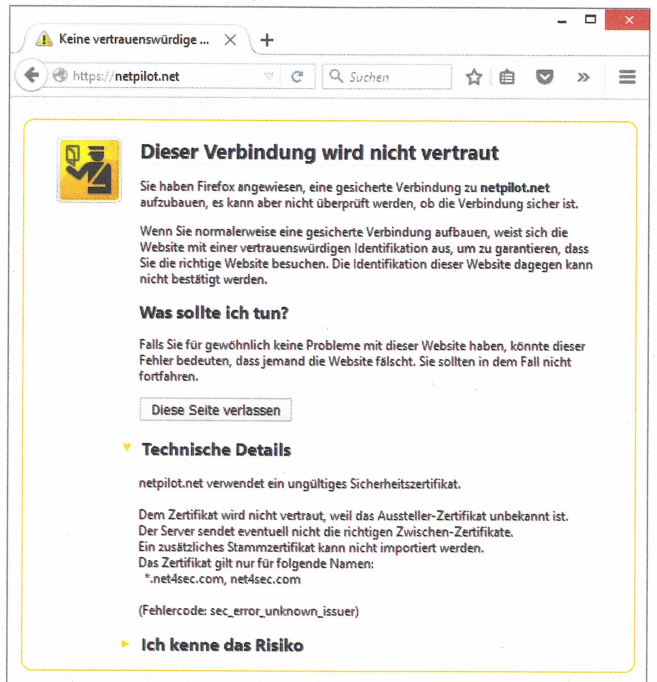 Keine vertrauenswürdige ...
https://netpilot.net
Suchen
Dieser Verbindung wird nicht vertraut
Sie haben Firefox angewiesen, eine gesicherte Verbindung zu netpilot.net
aufzubauen, es kann aber nicht überprüft werden, ob die Verbindung sicher ist.
Wenn Sie normalerweise eine gesicherte Verbindung aufbauen, weist sich die
Website mit einer vertrauenswürdigen Identifikation aus, um zu garantieren, dass
Sie die richtige Website besuchen. Die Identifikation dieser Website dagegen kann
nicht bestätigt werden.
Was sollte ich tun?
Falls Sie für gewöhnlich keine Probleme mit dieser Website haben, könnte dieser
Fehler bedeuten, dass jemand die Website fälscht. Sie sollten in dem Fall nicht
fortfahren.
Diese Seite verlassen
Technische Details
netpilot.net verwendet ein ungültiges Sicherheitszertifikat.
Dem Zertifikat wird nicht vertraut, weil das Aussteller-Zertifikat unbekannt ist.
Der Server sendet eventuell nicht die richtigen Zwischen-Zertifikate.
Ein zusätzliches Stammzertifikat kann nicht importiert werden.
Das Zertifikat gilt nur für folgende Namen:
*.net4sec.com, net4sec.com
(Fehlercode: sec_error_unknown_issuer)
Ich kenne das Risiko